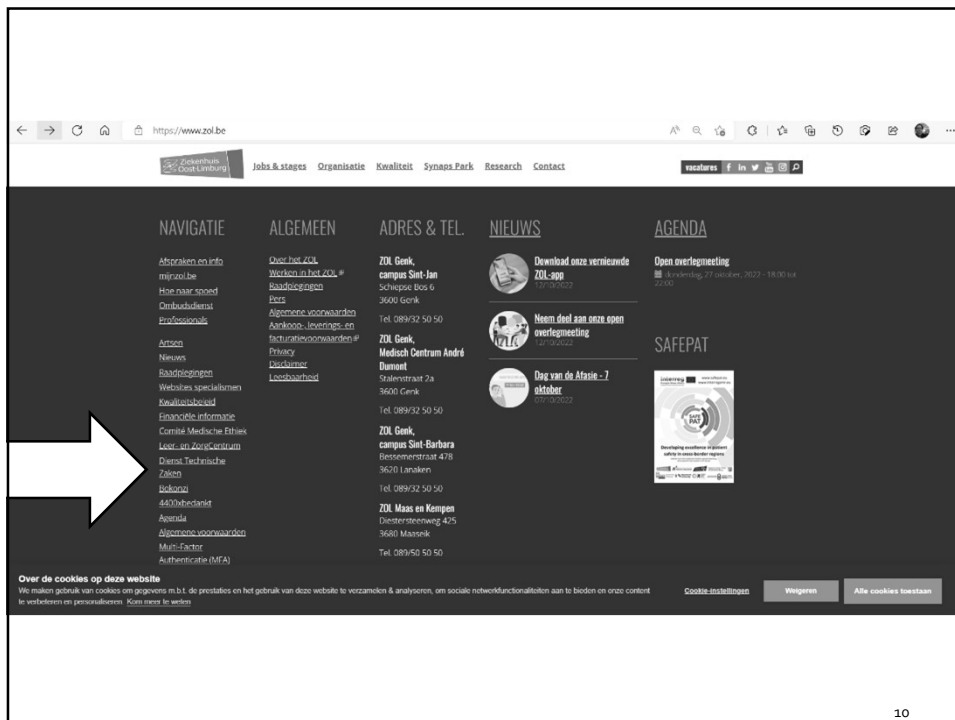 https://www.zol.be
Ziekenhuis
Oost-Limburg
Jobs & stages Organisatie Kwaliteit Synaps Park Research Contact
vacatures
NAVIGATIE
Afspraken en info
mijnzol.be
Hoe naar spoed
Ombudsdienst
Professionals
Artsen
Nieuws
Raadplegingen
Websites specialismen
Kwaliteitsbeleid
Financiële informatie
Comité Medische Ethiek
Leer- en ZorgCentrum
Dienst Technische
Zaken
Bokonzi
4400xbedankt
Agenda
Algemene voorwaarden
Multi-Factor
Authenticatie (MFA)
ALGEMEEN
Over het ZOL
Werken in het ZOL
Raadplegingen
Pers
Algemene voorwaarden
Aankoop-, leverings- en
facturatievoorwaarden
Privacy
Disclaimer
Leesbaarheid
ADRES & TEL.
ZOL Genk,
campus Sint-Jan
Schiepse Bos 6
3600 Genk
Tel. 089/32 50 50
ZOL Genk,
Medisch Centrum André
Dumont
Stalenstraat 2a
3600 Genk
Tel. 089/32 50 50
ZOL Genk,
campus Sint-Barbara
Bessemerstraat 478
3620 Lanaken
Tel. 089/32 50 50
ZOL Maas en Kempen
Diestersteenweg 425
3680 Maaseik
Tel. 089/50 50 50
NIEUWS
Download onze vernieuwde
ZOL-app
12/10/2022
Neem deel aan onze open
overlegmeeting
12/10/2022
Dag van de Afasie - 7
oktober
07/10/2022
AGENDA
Open overlegmeeting
donderdag, 27 oktober, 2022 - 18:00 tot
22:00
SAFEPAT
Interreg
SAFE
PAT
Developing excellence in patient
safety in cross-border regions
Over de cookies op deze website
We maken gebruik van cookies om gegevens m.b.t. de prestaties en het gebruik van deze website te verzamelen & analyseren, om sociale netwerkfunctionaliteiten aan te bieden en onze content
te verbeteren en personaliseren. Kom meer te weten
Cookie-instellingen
Weigeren
Alle cookies toestaan
10